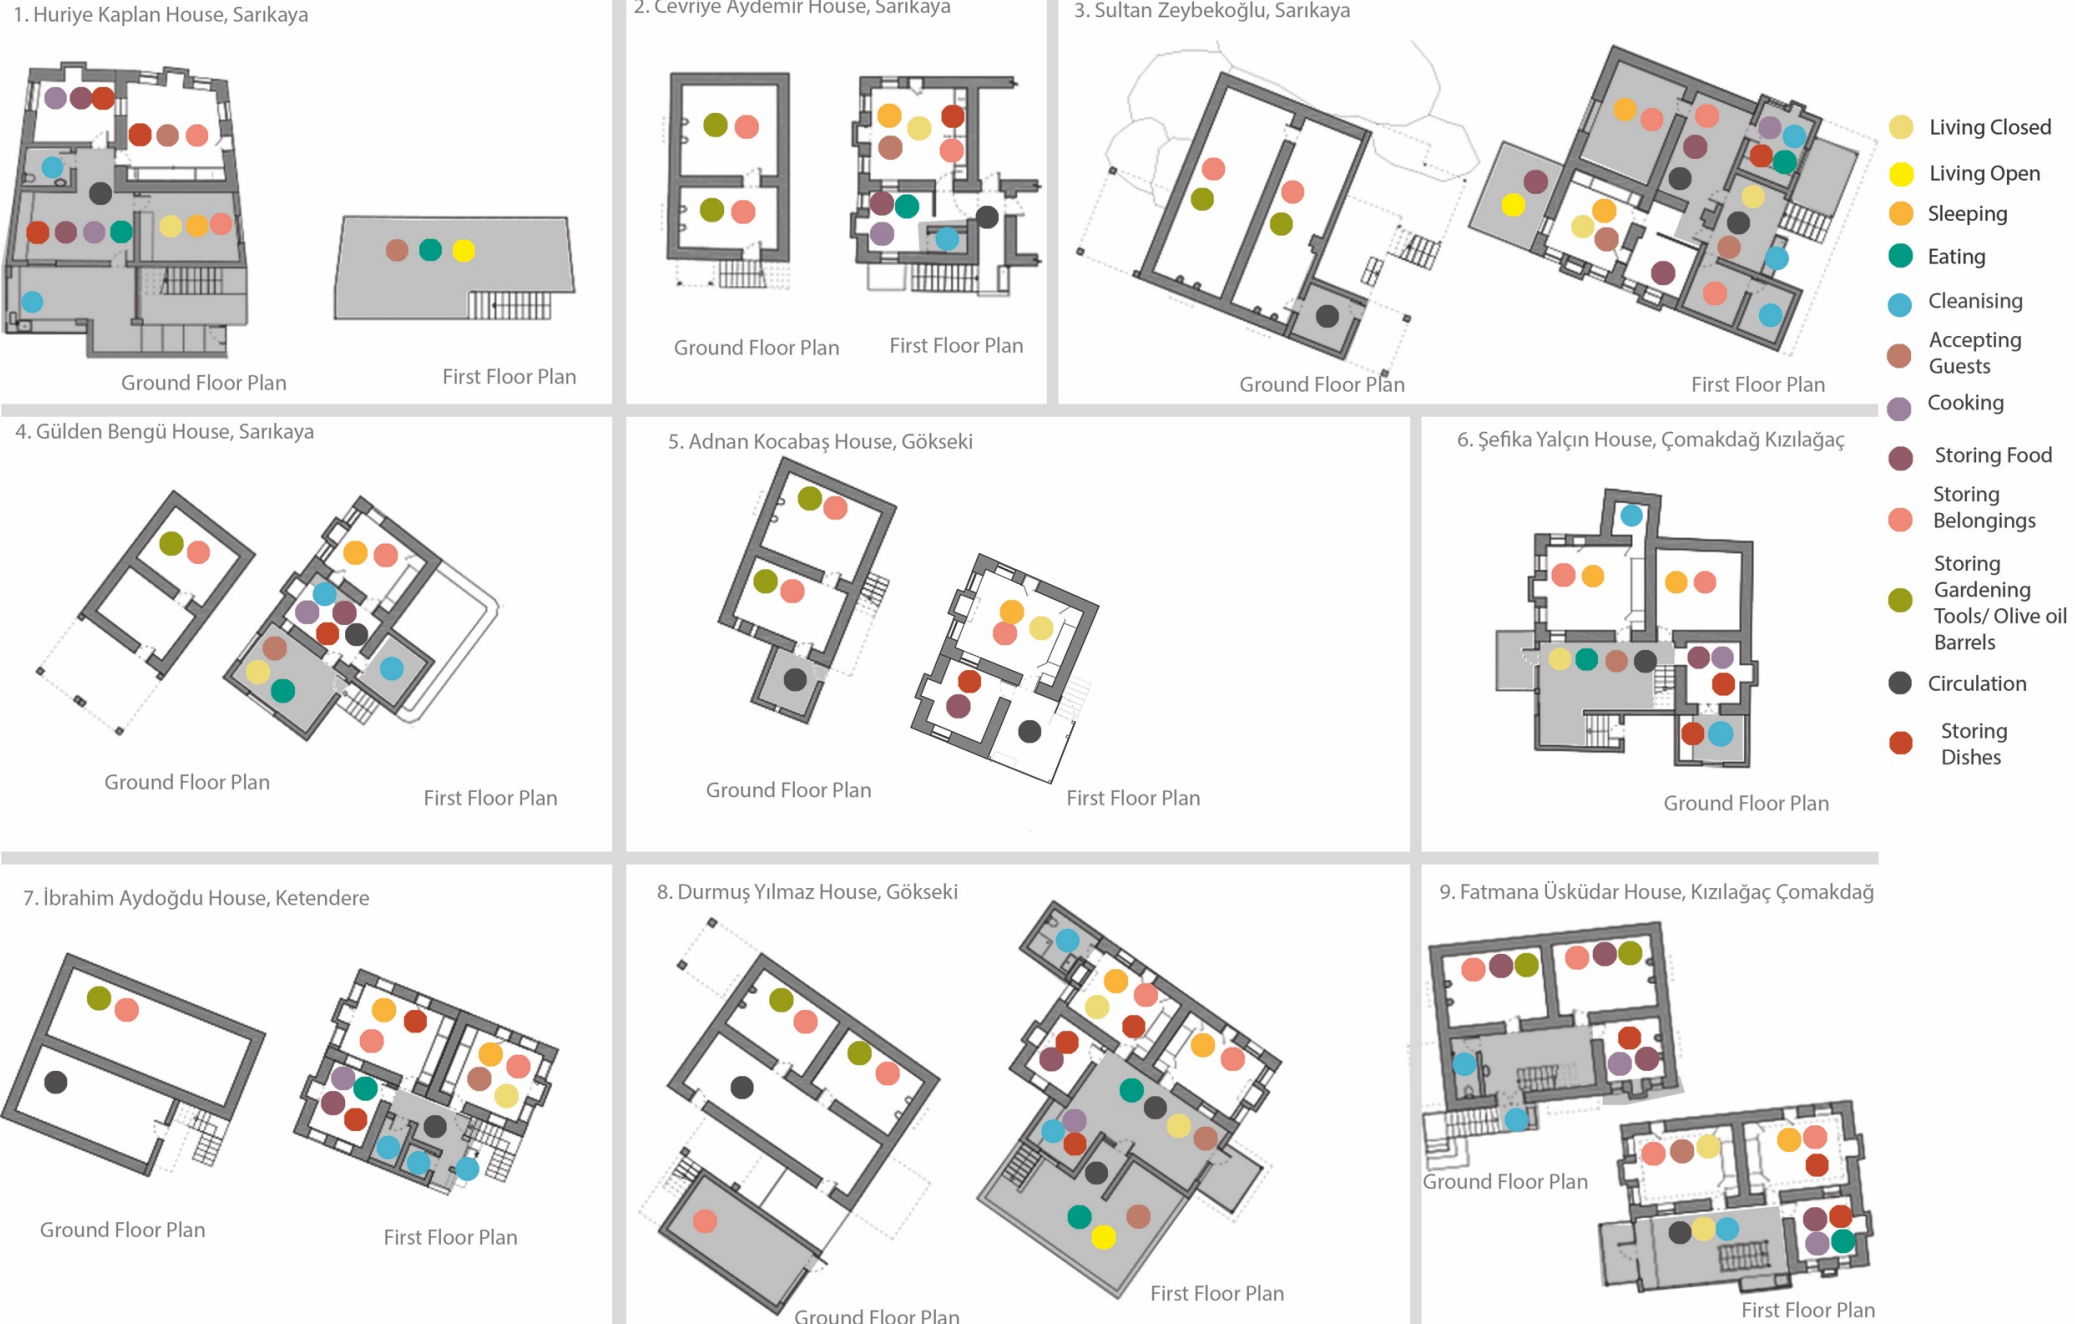 1. Huriye Kaplan House, Sarıkaya
Ground Floor Plan
First Floor Plan
2. Cevriye Aydemir House, Sarıkaya
Ground Floor Plan
First Floor Plan
3. Sultan Zeybekoğlu, Sarıkaya
Ground Floor Plan
First Floor Plan
Living Closed
Living Open
Sleeping
Eating
Cleanising
Accepting
Guests
Cooking
Storing Food
Storing
Belongings
Storing
Gardening
Tools/ Olive oil
Barrels
Circulation
Storing
Dishes
4. Gülden Bengü House, Sarıkaya
Ground Floor Plan
First Floor Plan
5. Adnan Kocabaş House, Gökseki
Ground Floor Plan
First Floor Plan
6. Şefika Yalçın House, Çomakdağ Kızılağaç
Ground Floor Plan
7. İbrahim Aydoğdu House, Ketendere
Ground Floor Plan
First Floor Plan
8. Durmuş Yılmaz House, Gökseki
Ground Floor Plan
First Floor Plan
9. Fatmana Üsküdar House, Kızılağaç Çomakdağ
Ground Floor Plan
First Floor Plan